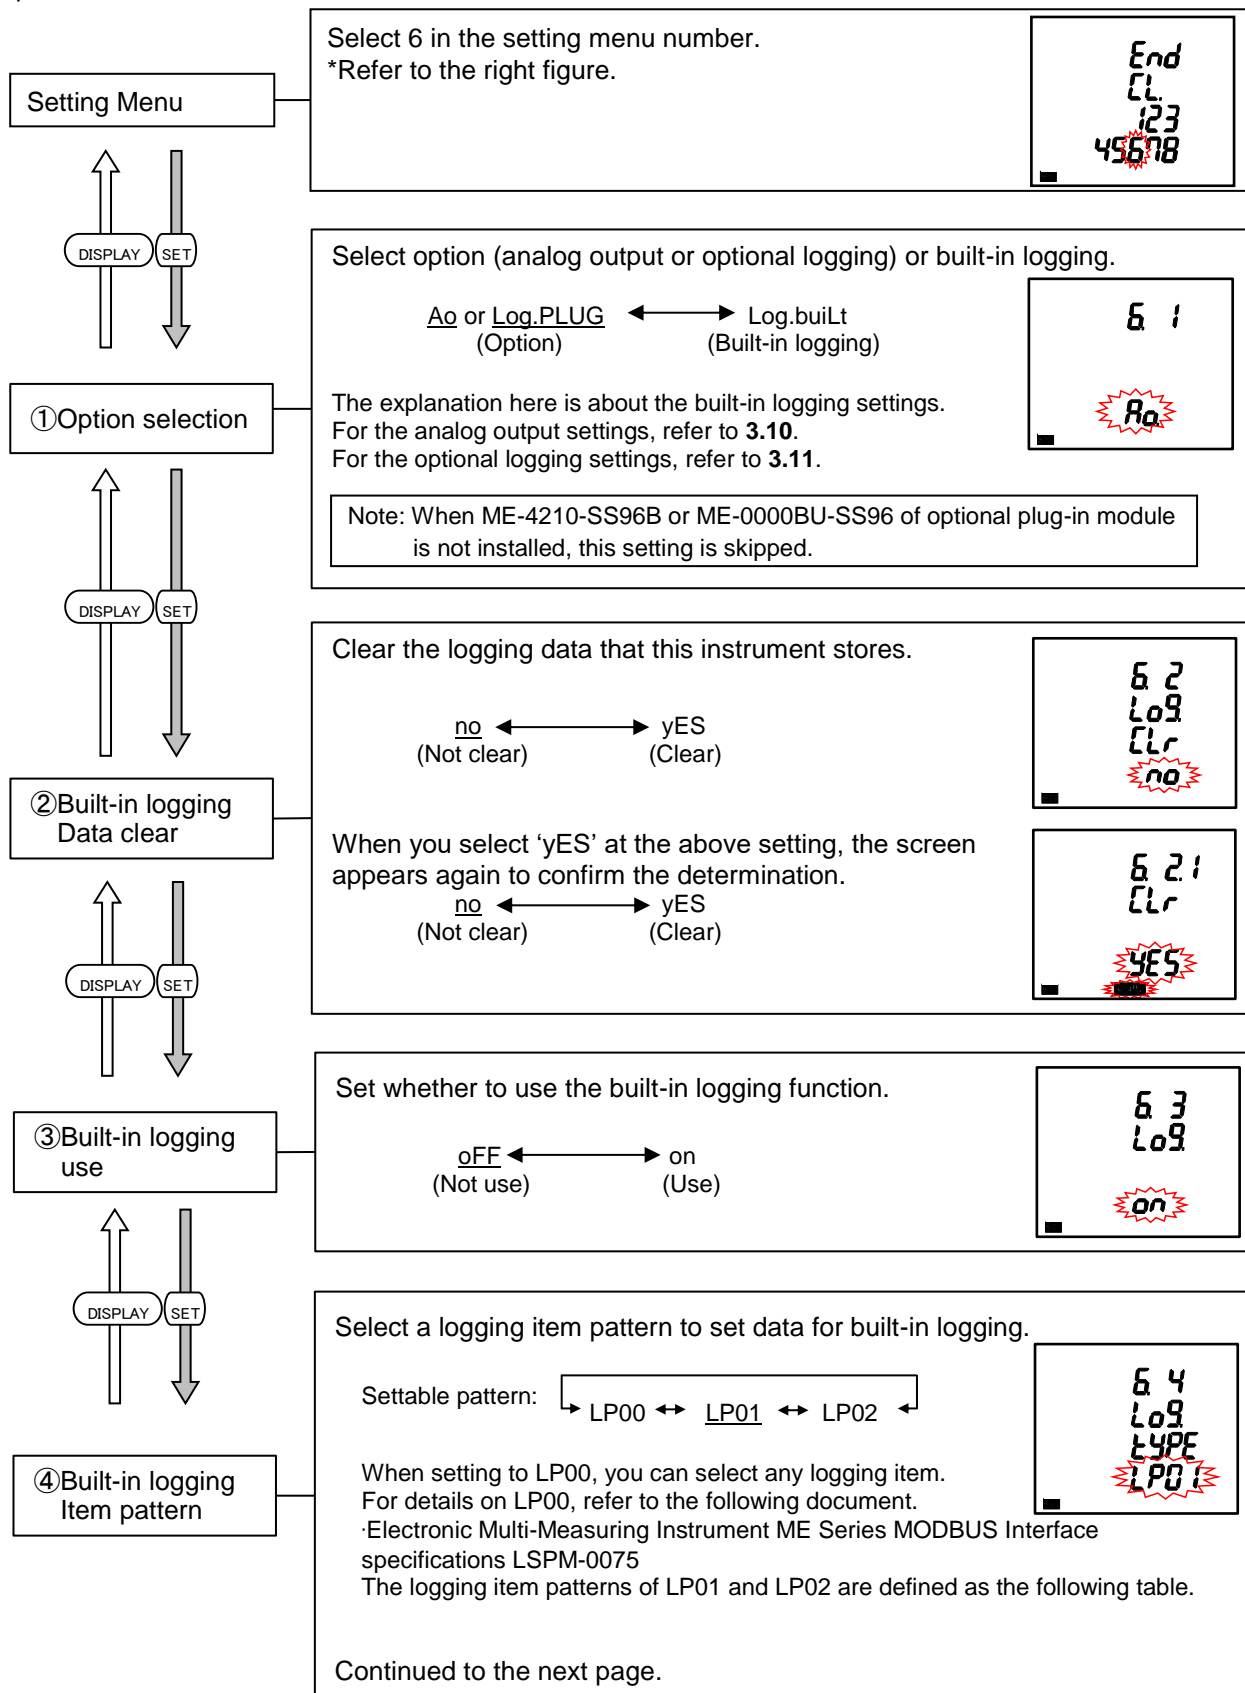 Setting Menu
Select 6 in the setting menu number.
*Refer to the right figure.
End
CL.
123
45678
DISPLAY SET
①Option selection
Select option (analog output or optional logging) or built-in logging.
Ao or Log.PLUG Log.buiLt
(Option) (Built-in logging)
The explanation here is about the built-in logging settings.
For the analog output settings, refer to 3.10.
For the optional logging settings, refer to 3.11.
Note: When ME-4210-SS96B or ME-0000BU-SS96 of optional plug-in module
is not installed, this setting is skipped.
6. 1
Ao.
DISPLAY SET
②Built-in logging
Data clear
Clear the logging data that this instrument stores.
no yES
(Not clear) (Clear)
When you select ‘yES’ at the above setting, the screen
appears again to confirm the determination.
no yES
(Not clear) (Clear)
6. 2
Log.
CLr
no
6. 2.1
CLr
yES
DISPLAY SET
③Built-in logging
use
Set whether to use the built-in logging function.
oFF on
(Not use) (Use)
6. 3
Log.
on
DISPLAY SET
④Built-in logging
Item pattern
Select a logging item pattern to set data for built-in logging.
Settable pattern: LP00 LP01 LP02
When setting to LP00, you can select any logging item.
For details on LP00, refer to the following document.
·Electronic Multi-Measuring Instrument ME Series MODBUS Interface
specifications LSPM-0075
The logging item patterns of LP01 and LP02 are defined as the following table.
Continued to the next page.
6. 4
Log.
tYPE
LP01